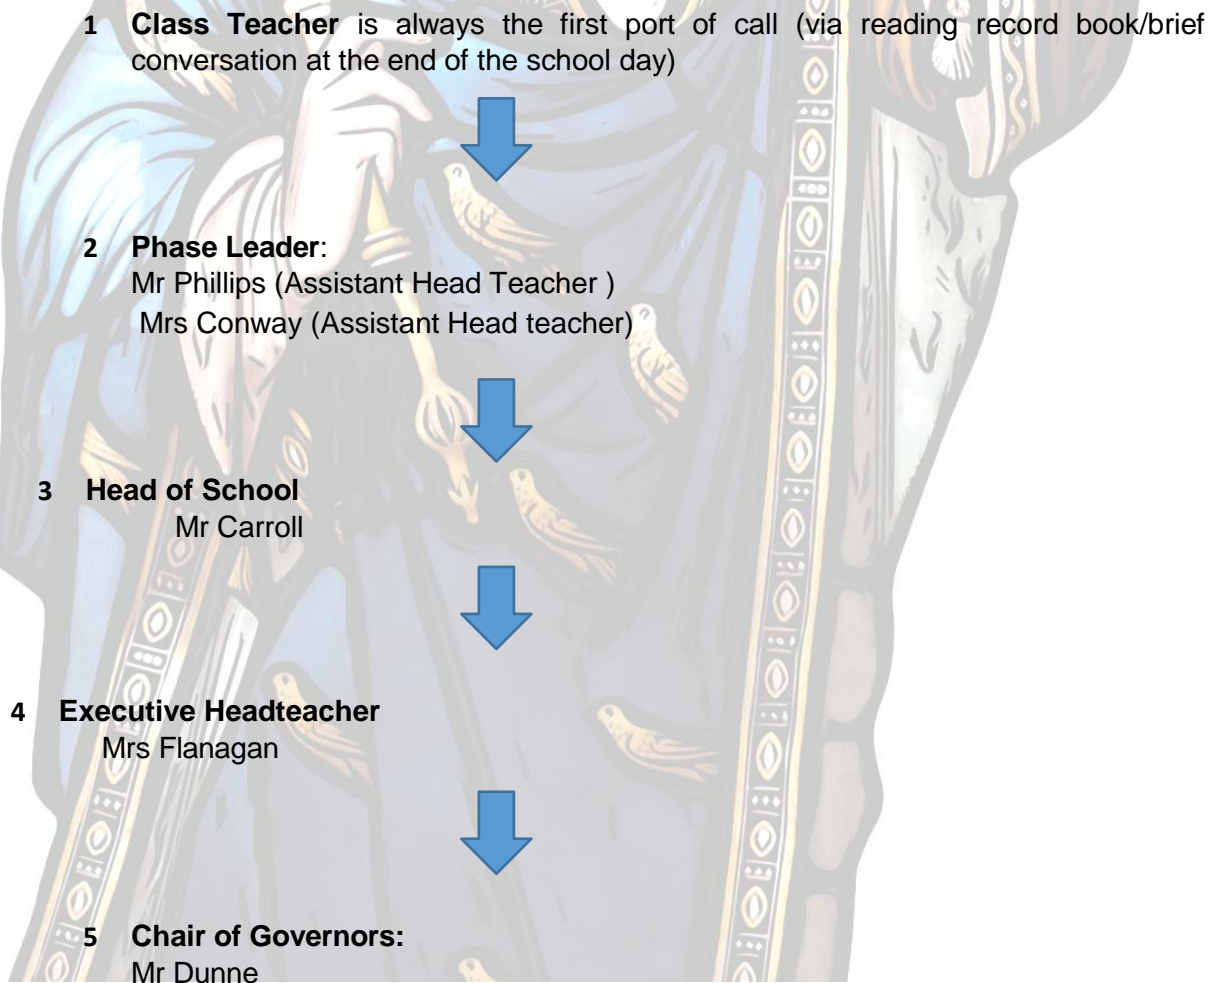 1 Class Teacher is always the first port of call (via reading record book/brief
conversation at the end of the school day)
2 Phase Leader:
Mr Phillips (Assistant Head Teacher )
Mrs Conway (Assistant Head teacher)
3 Head of School
Mr Carroll
4 Executive Headteacher
Mrs Flanagan
5 Chair of Governors:
Mr Dunne